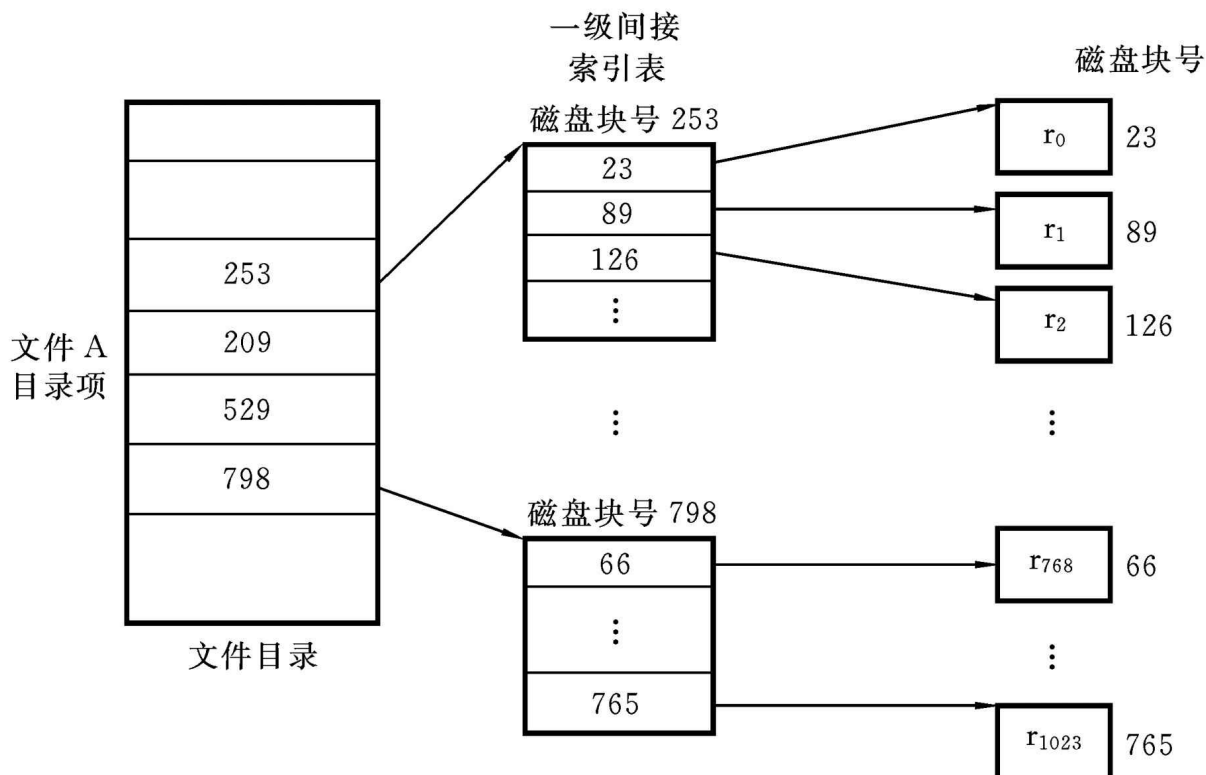 一级间接
索引表
磁盘块号
磁盘块号 253
23
89
126
⋮
r₀ 23
r₁ 89
r₂ 126
文件 A
目录项
253
209
529
798
文件目录
⋮
⋮
磁盘块号 798
66
⋮
765
r₇₆₈ 66
⋮
r₁₀₂₃ 765